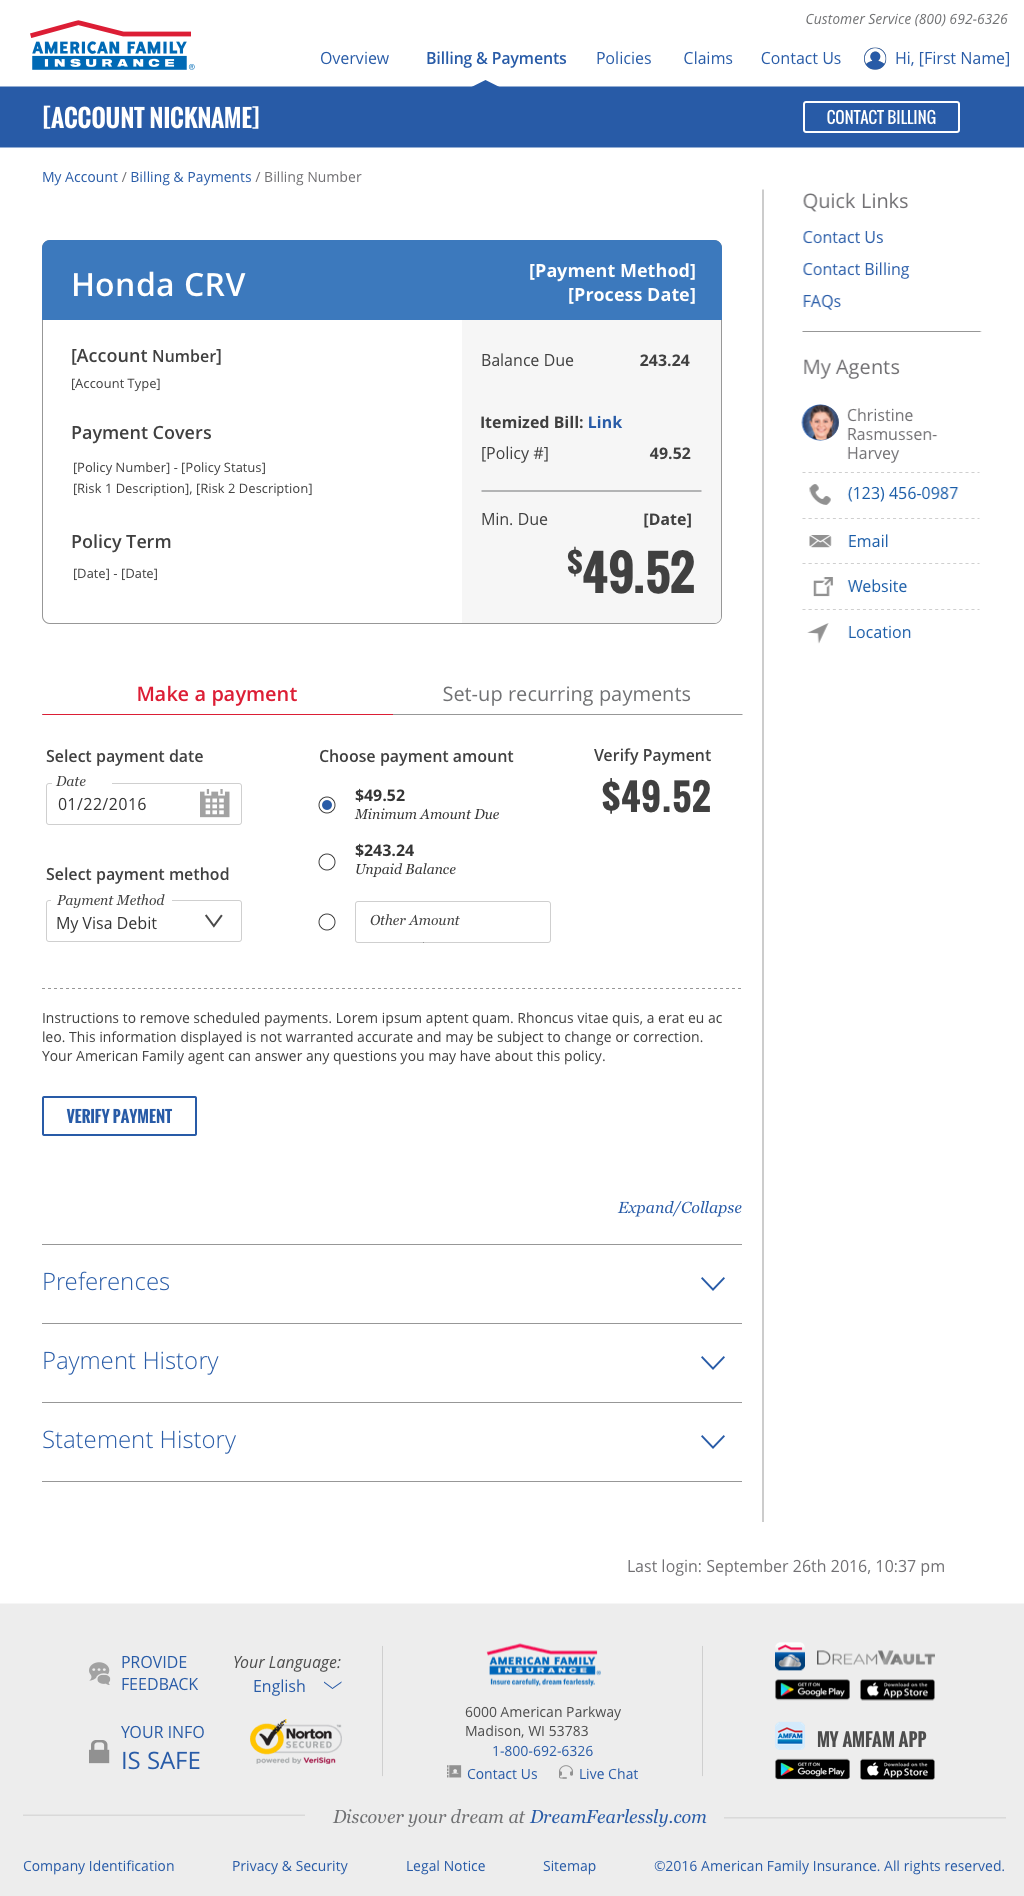 Customer Service (800) 692-6326
AMERICAN FAMILY
INSURANCE ®
Overview Billing & Payments Policies Claims Contact Us Hi, [First Name]
[ACCOUNT NICKNAME] CONTACT BILLING
My Account / Billing & Payments / Billing Number
Honda CRV
[Payment Method]
[Process Date]
[Account Number]
[Account Type]
Payment Covers
[Policy Number] - [Policy Status]
[Risk 1 Description], [Risk 2 Description]
Policy Term
[Date] - [Date]
Balance Due 243.24
Itemized Bill: Link
[Policy #] 49.52
Min. Due [Date]
$49.52
Quick Links
Contact Us
Contact Billing
FAQs
My Agents
Christine
Rasmussen-
Harvey
(123) 456-0987
Email
Website
Location
Make a payment Set-up recurring payments
Select payment date
Date
01/22/2016
Select payment method
Payment Method
My Visa Debit
Choose payment amount
$49.52
Minimum Amount Due
$243.24
Unpaid Balance
Other Amount
Verify Payment
$49.52
Instructions to remove scheduled payments. Lorem ipsum aptent quam. Rhoncus vitae quis, a erat eu ac
leo. This information displayed is not warranted accurate and may be subject to change or correction.
Your American Family agent can answer any questions you may have about this policy.
VERIFY PAYMENT
Expand/Collapse
Preferences
Payment History
Statement History
Last login: September 26th 2016, 10:37 pm
PROVIDE
FEEDBACK
Your Language:
English
YOUR INFO
IS SAFE
Norton
SECURED
powered by VeriSign
AMERICAN FAMILY
INSURANCE ®
Insure carefully, dream fearlessly.
6000 American Parkway
Madison, WI 53783
1-800-692-6326
Contact Us Live Chat
DREAMVAULT
GET IT ON
Google Play
Download on the
App Store
AMFAM
MY AMFAM APP
GET IT ON
Google Play
Download on the
App Store
Discover your dream at DreamFearlessly.com
Company Identification Privacy & Security Legal Notice Sitemap ©2016 American Family Insurance. All rights reserved.